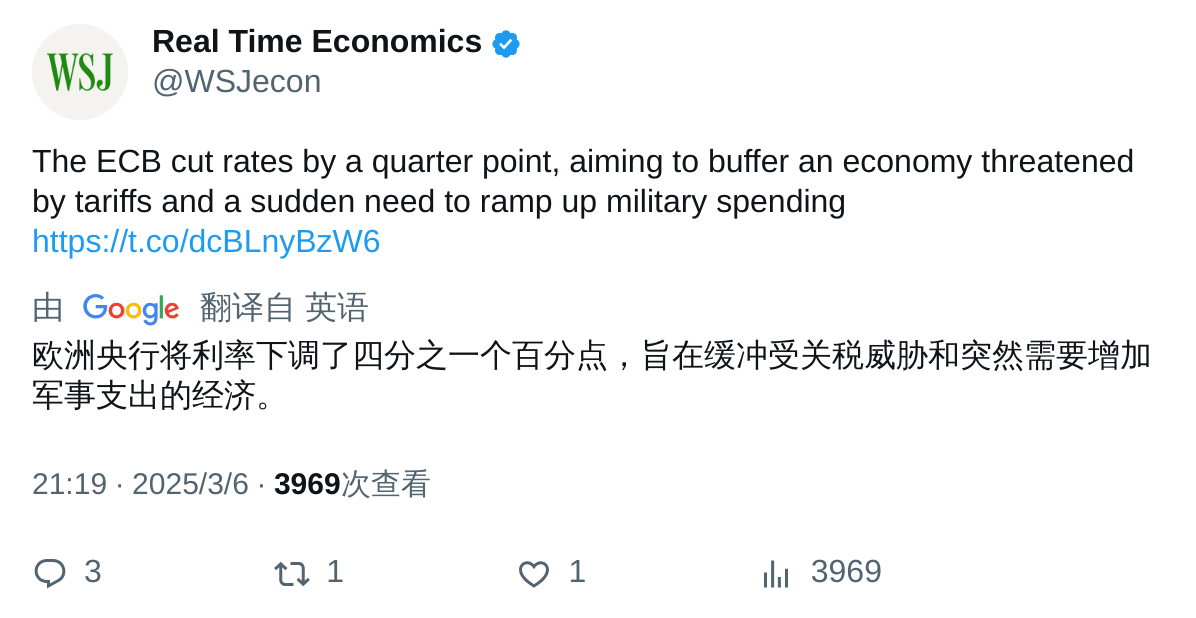 WSJ
Real Time Economics
@WSJecon
The ECB cut rates by a quarter point, aiming to buffer an economy threatened
by tariffs and a sudden need to ramp up military spending
https://t.co/dcBLnyBzW6
由 Google 翻译自 英语
欧洲央行将利率下调了四分之一个百分点，旨在缓冲受关税威胁和突然需要增加
军事支出的经济。
21:19 · 2025/3/6 · 3969次查看
3 1 1 3969